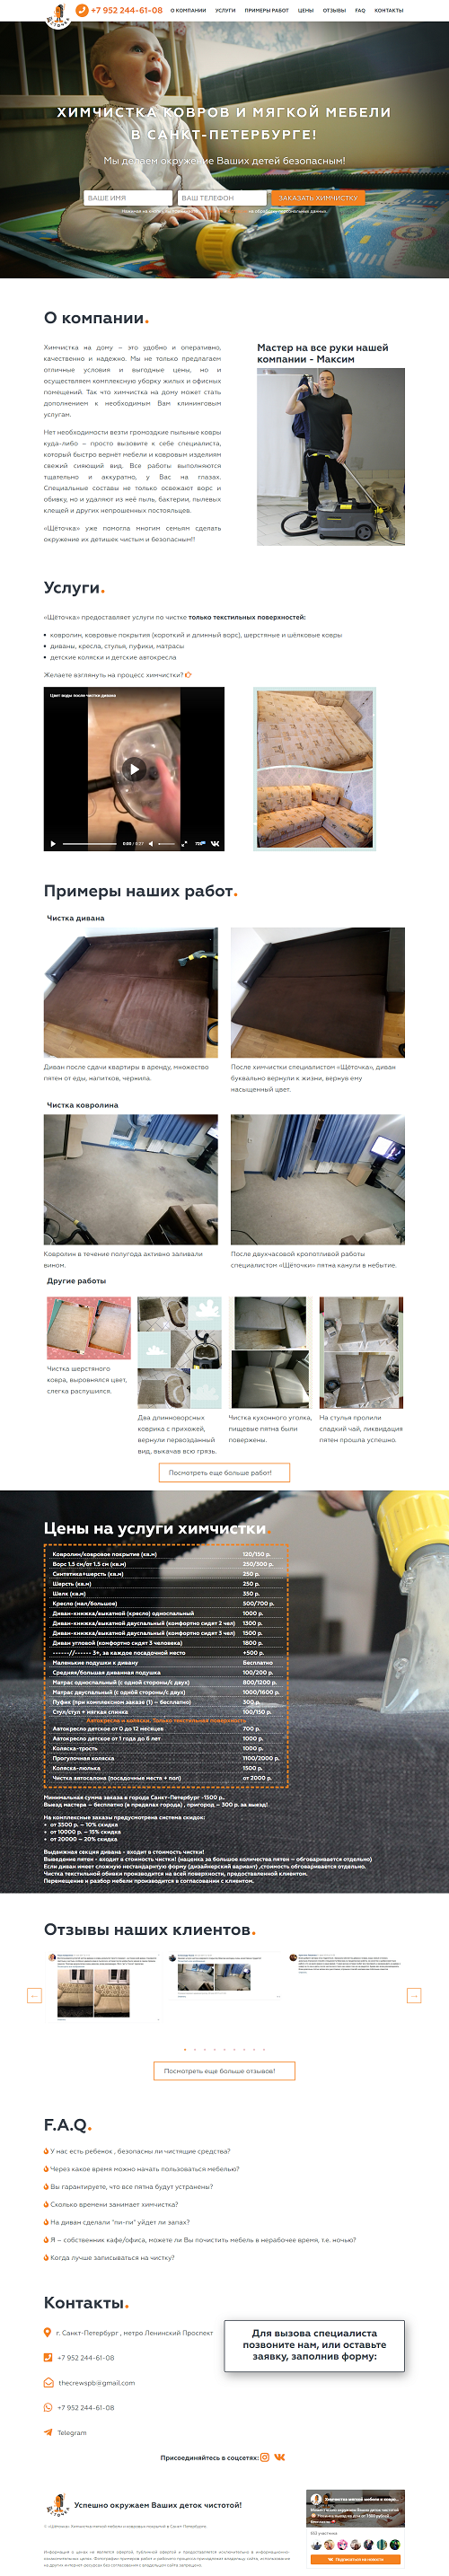 +7 952 244-61-08 О КОМПАНИИ УСЛУГИ ПРИМЕРЫ РАБОТ ЦЕНЫ ОТЗЫВЫ FAQ КОНТАКТЫ
ХИМЧИСТКА КОВРОВ И МЯГКОЙ МЕБЕЛИ
В САНКТ-ПЕТЕРБУРГЕ!
Мы делаем окружение Ваших детей безопасным!
ВАШЕ ИМЯ ВАШ ТЕЛЕФОН ЗАКАЗАТЬ ХИМЧИСТКУ
О компании.
Химчистка на дому – это удобно и оперативно,
качественно и надежно. Мы не только предлагаем
отличные условия и выгодные цены, но и
осуществляем комплексную уборку жилых и офисных
помещений. Так что химчистка на дому может стать
дополнением к необходимым Вам клининговым
услугам.
Нет необходимости везти громоздкие пыльные ковры
куда-либо – просто вызовите к себе специалиста,
который быстро вернёт мебели и ковровым изделиям
свежий сияющий вид. Все работы выполняются
тщательно и аккуратно, у Вас на глазах.
Специальные составы не только освежают ворс и
обивку, но и удаляют из неё пыль, бактерии, пылевых
клещей и других непрошенных постояльцев.
«Щёточка» уже помогла многим семьям сделать
окружение их детишек чистым и безопасным!!
Мастер на все руки нашей
компании - Максим
Услуги.
«Щёточка» предоставляет услуги по чистке только текстильных поверхностей:
ковролин, ковровые покрытия (короткий и длинный ворс), шерстяные и шёлковые ковры
диваны, кресла, стулья, пуфики, матрасы
детские коляски и детские автокресла
Желаете взглянуть на процесс химчистки?
Цвет воды после чистки дивана
0:00 / 0:27
Примеры наших работ.
Чистка дивана
Диван после сдачи квартиры в аренду, множество
пятен от еды, напитков, чернила.
После химчистки специалистом «Щёточка», диван
буквально вернули к жизни, вернув ему
насыщенный цвет.
Чистка ковролина
Ковролин в течение полугода активно заливали
вином.
После двухчасовой кропотливой работы
специалистом «Щёточки» пятна канули в небытие.
Другие работы
Чистка шерстяного
ковра, выровнялся цвет,
слегка распушился.
Два длинноворсных
коврика с прихожей,
вернули первозданный
вид, выкачав всю грязь.
Чистка кухонного уголка,
пищевые пятна были
повержены.
На стулья пролили
сладкий чай, ликвидация
пятен прошла успешно.
Посмотреть еще больше работ!
Цены на услуги химчистки.
Ковролин/ковровое покрытие (кв.м) 120/150 р.
Ворс 1.5 см/от 1.5 см (кв.м) 250/300 р.
Синтетика+шерсть (кв.м) 250 р.
Шерсть (кв.м) 250 р.
Шелк (кв.м) 350 р.
Кресло (мал/большое) 500/700 р.
Диван-книжка/выкатной (кресло) односпальный 1000 р.
Диван-книжка/выкатной двуспальный (комфортно сидят 2 чел) 1300 р.
Диван-книжка/выкатной двуспальный (комфортно сидят 3 чел) 1500 р.
Диван угловой (комфортно сидят 3 человека) 1800 р.
------//------ 3+, за каждое посадочной место +500 р.
Маленькие подушки к дивану Бесплатно
Средняя/большая диванная подушка 100/200 р.
Матрас односпальный (с одной стороны/с двух) 800/1200 р.
Матрас двуспальный (с одной стороны/с двух) 1000/1600 р.
Пуфик (при комплексном заказе (1) – бесплатно) 300 р.
Стул/стул + мягкая спинка 100/150 р.
Автокресла и коляски. Только текстильная поверхность
Автокресло детское от 0 до 12 месяцев 700 р.
Автокресло детское от 1 года до 6 лет 1000 р.
Коляска-трость 1000 р.
Прогулочная коляска 1100/2000 р.
Коляска-люлька 1500 р.
Чистка автосалона (посадочные места + пол) от 2000 р.
Минимальная сумма заказа в городе Санкт-Петербург -1500 р.
Выезд мастера – бесплатно (в пределах города) , пригород – 300 р. за выезд!
На комплексные заказы предусмотрена система скидок:
от 3500 р. – 10% скидка
от 10000 р. – 15% скидка
от 20000 – 20% скидка
Выдвижная секция дивана - входит в стоимость чистки!
Выведение пятен - входит в стоимость чистки! (наценка за большое количества пятен – обговаривается отдельно)
Если диван имеет сложную нестандартную форму (дизайнерский вариант) ,стоимость обговаривается отдельно.
Чистка текстильной обивки производится на всей поверхности, предоставленной клиентом.
Перемещение и разбор мебели производится в согласовании с клиентом.
Отзывы наших клиентов.
Посмотреть еще больше отзывов!
F.A.Q.
У нас есть ребенок , безопасны ли чистящие средства?
Через какое время можно начать пользоваться мебелью?
Вы гарантируете, что все пятна будут устранены?
Сколько времени занимает химчистка?
На диван сделали "пи-пи" уйдет ли запах?
Я – собственник кафе/офиса, можете ли Вы почистить мебель в нерабочее время, т.е. ночью?
Когда лучше записываться на чистку?
Контакты.
г. Санкт-Петербург , метро Ленинский Проспект
+7 952 244-61-08
thecrewspb@gmail.com
+7 952 244-61-08
Telegram
Для вызова специалиста
позвоните нам, или оставьте
заявку, заполнив форму:
Присоединяйтесь в соцсетях:
Успешно окружаем Ваших деток чистотой!
Подписаться на новости